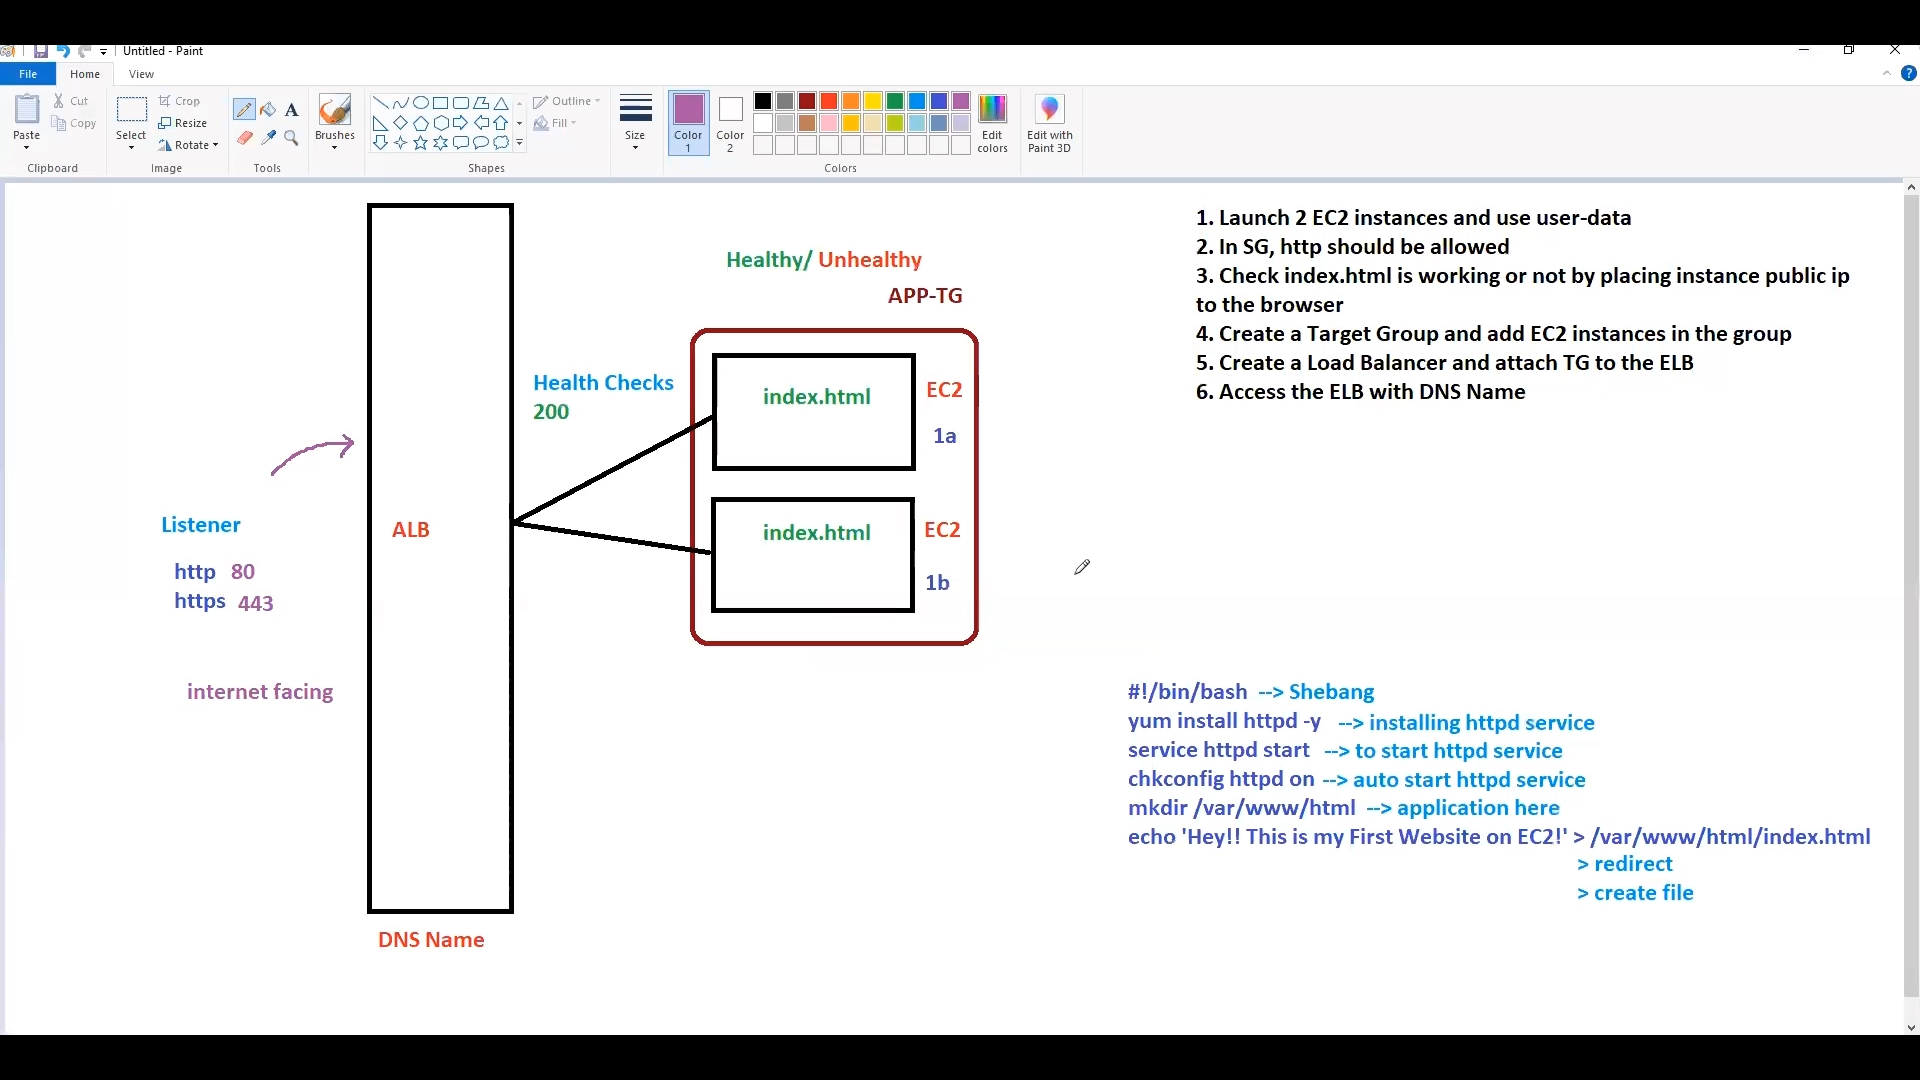 Untitled - Paint
File Home View
Paste
Cut
Copy
Clipboard
Select
Crop
Resize
Rotate
Image
A
Tools
Brushes
Shapes
Outline
Fill
Size
Color 1
Color 2
Edit colors
Colors
Edit with Paint 3D
?
Healthy/ Unhealthy
APP-TG
Health Checks
200
index.html
EC2
1a
index.html
EC2
1b
ALB
Listener
http 80
https 443
internet facing
DNS Name
1. Launch 2 EC2 instances and use user-data
2. In SG, http should be allowed
3. Check index.html is working or not by placing instance public ip
to the browser
4. Create a Target Group and add EC2 instances in the group
5. Create a Load Balancer and attach TG to the ELB
6. Access the ELB with DNS Name
#!/bin/bash --> Shebang
yum install httpd -y --> installing httpd service
service httpd start --> to start httpd service
chkconfig httpd on --> auto start httpd service
mkdir /var/www/html --> application here
echo 'Hey!! This is my First Website on EC2!' > /var/www/html/index.html
> redirect
> create file